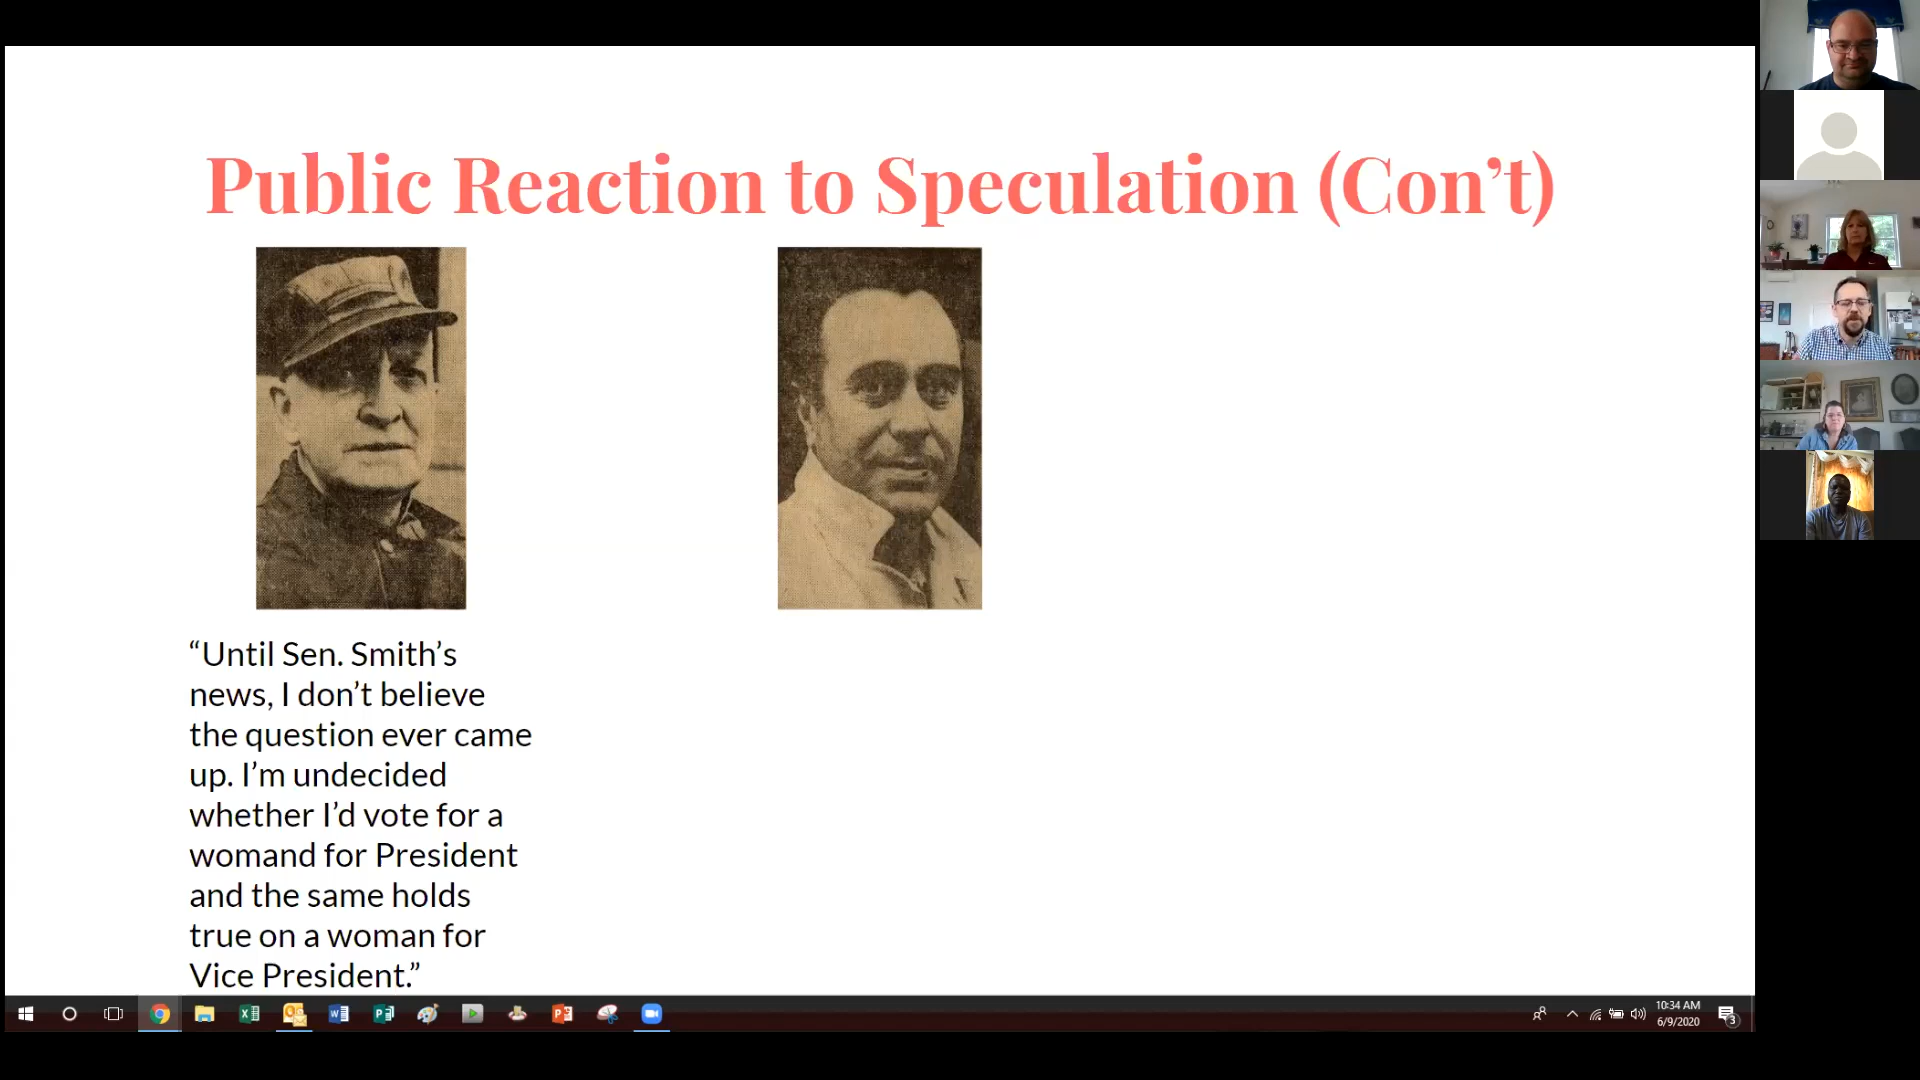 Public Reaction to Speculation (Con’t)
“Until Sen. Smith’s
news, I don’t believe
the question ever came
up. I’m undecided
whether I’d vote for a
womand for President
and the same holds
true on a woman for
Vice President.”
10:34 AM
6/9/2020
3